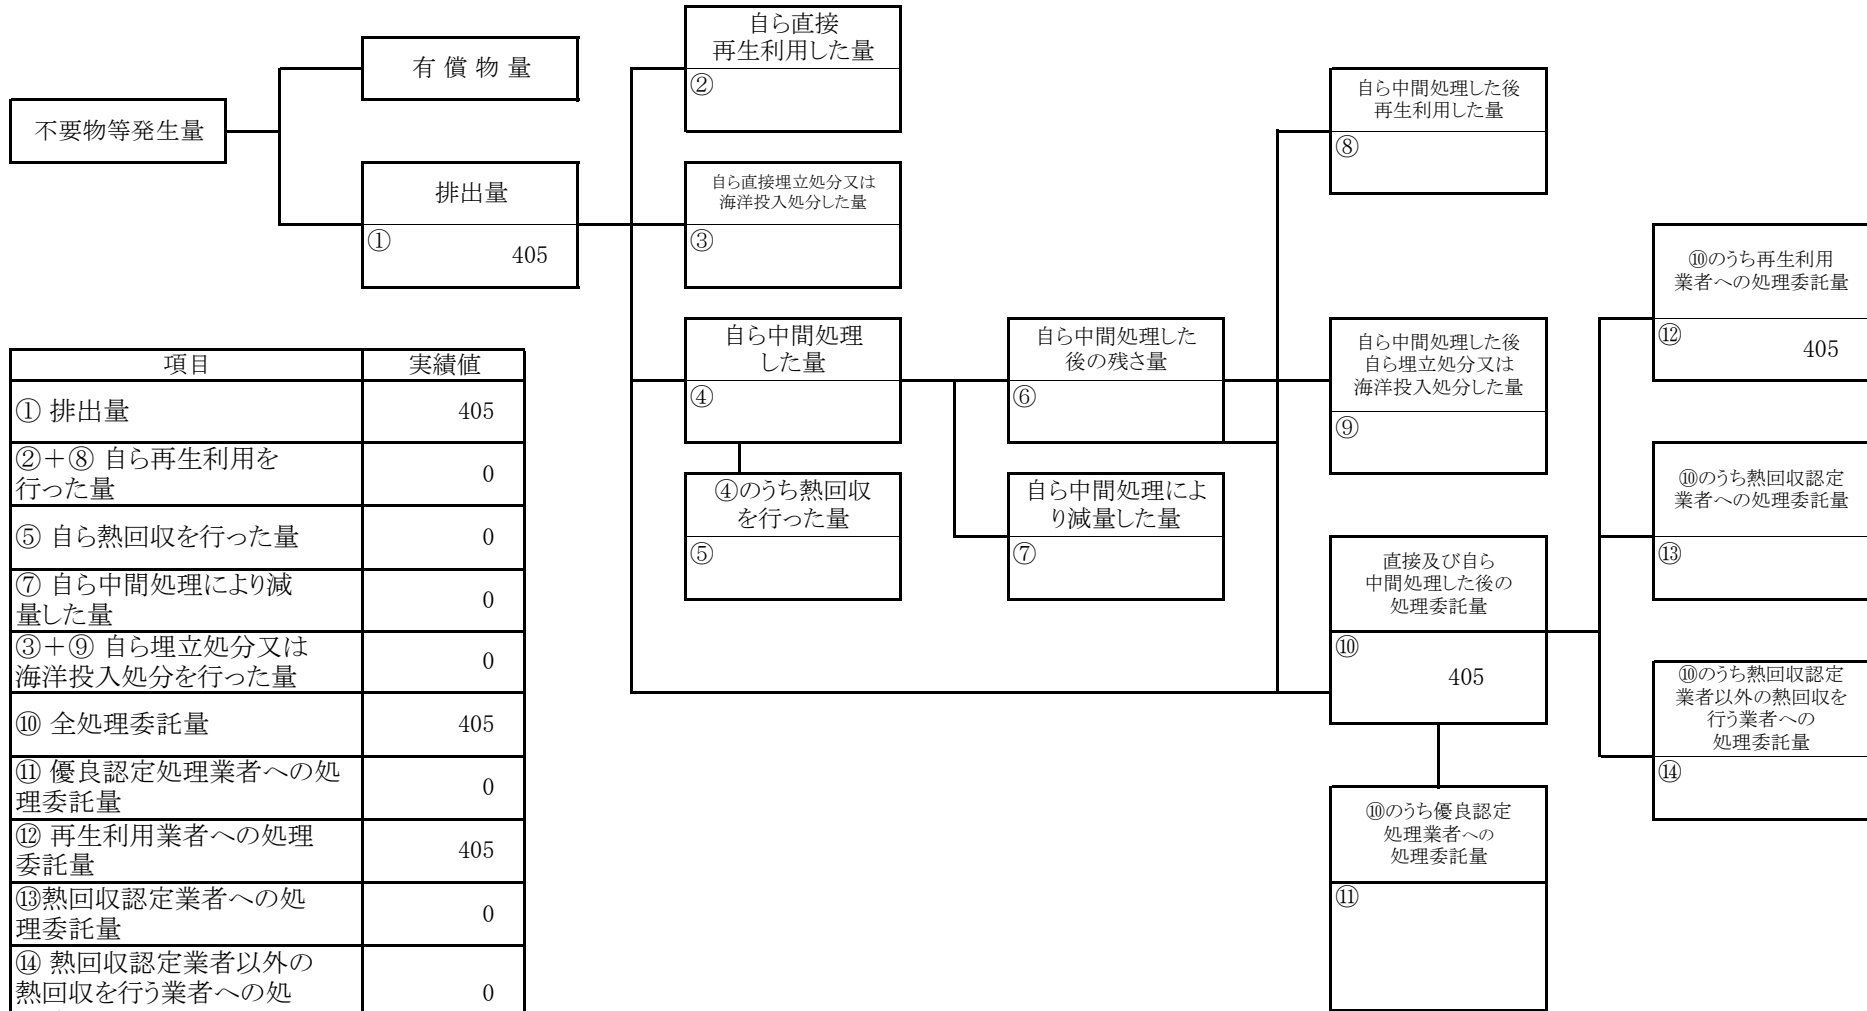 不要物等発生量
有 償 物 量
排出量
①
405
自ら直接
再生利用した量
②
自ら直接埋立処分又は
海洋投入処分した量
③
自ら中間処理
した量
④
④のうち熱回収
を行った量
⑤
自ら中間処理した
後の残さ量
⑥
自ら中間処理によ
り減量した量
⑦
自ら中間処理した後
再生利用した量
⑧
自ら中間処理した後
自ら埋立処分又は
海洋投入処分した量
⑨
直接及び自ら
中間処理した後の
処理委託量
⑩
405
⑩のうち優良認定
処理業者への
処理委託量
⑪
⑩のうち再生利用
業者への処理委託量
⑫
405
⑩のうち熱回収認定
業者への処理委託量
⑬
⑩のうち熱回収認定
業者以外の熱回収を
行う業者への
処理委託量
⑭
項目 実績値
① 排出量 405
②＋⑧ 自ら再生利用を
行った量 0
⑤ 自ら熱回収を行った量 0
⑦ 自ら中間処理により減
量した量 0
③＋⑨ 自ら埋立処分又は
海洋投入処分を行った量 0
⑩ 全処理委託量 405
⑪ 優良認定処理業者への処
理委託量 0
⑫ 再生利用業者への処理
委託量 405
⑬熱回収認定業者への処
理委託量 0
⑭ 熱回収認定業者以外の
熱回収を行う業者への処 0